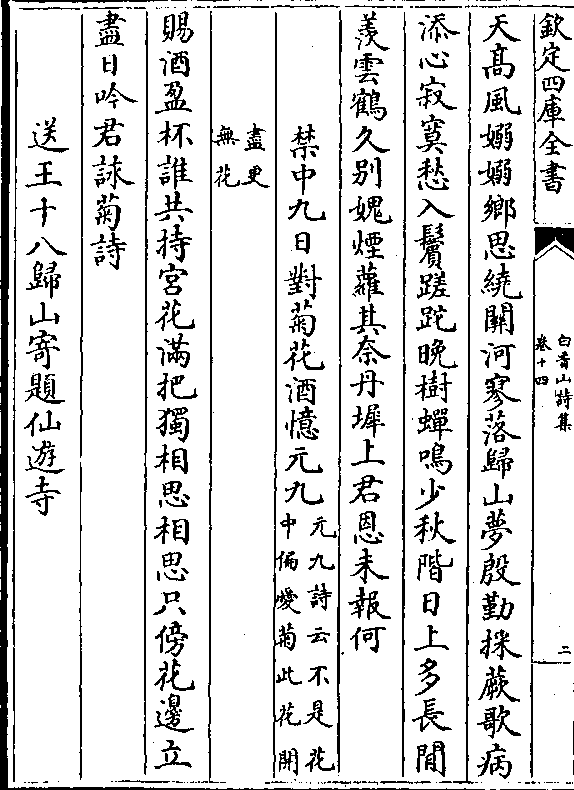 欽定四庫全書
白香山詩集
卷十四
二
天髙風嫋嫋鄉思繞關河寥落歸山夢殷勤採蕨歌病
添心寂寞愁入鬢蹉跎晚樹蟬鳴少秋階日上多長閒
羨雲鶴久别媿煙蘿其奈丹墀上君恩未報何
禁中九日對菊花酒憶元九
元九詩云不是花
中偏愛菊此花開
盡更
無花
賜酒盈杯誰共持宮花滿把獨相思相思只傍花邊立
盡日吟君詠菊詩
送王十八歸山寄題仙遊寺